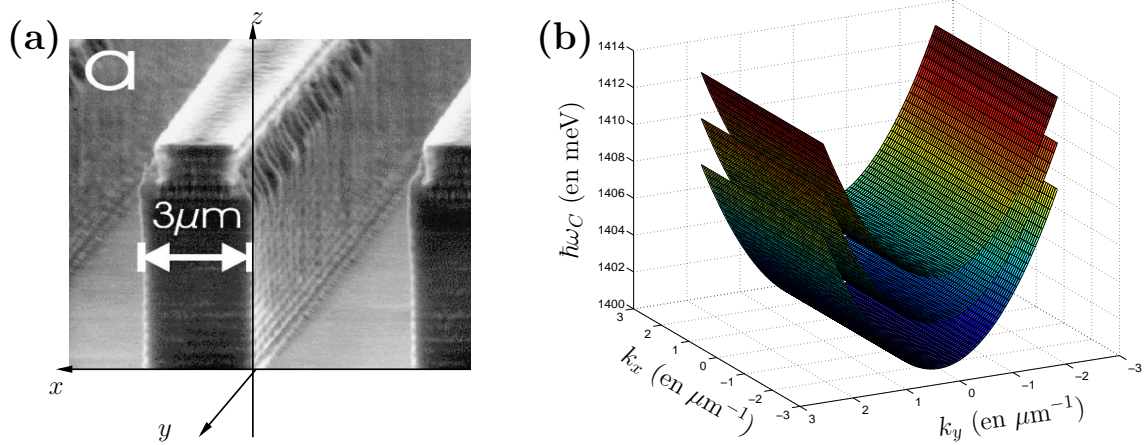 (a)
z
a
3μm
x
y
(b)
ħω_C (en meV)
1414
1412
1410
1408
1406
1404
1402
1400
3
2
1
0
−1
−2
−3
k_x (en μm⁻¹)
3
2
1
0
−1
−2
−3
k_y (en μm⁻¹)